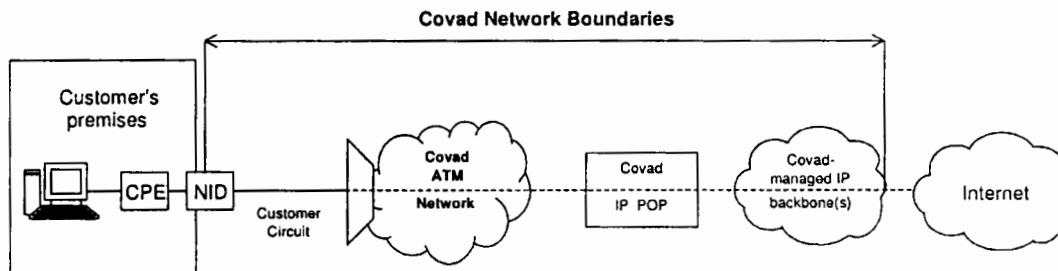 Covad Network Boundaries
Customer's
premises
CPE
NID
Customer
Circuit
Covad
ATM
Network
Covad
IP POP
Covad-
managed IP
backbone(s)
Internet